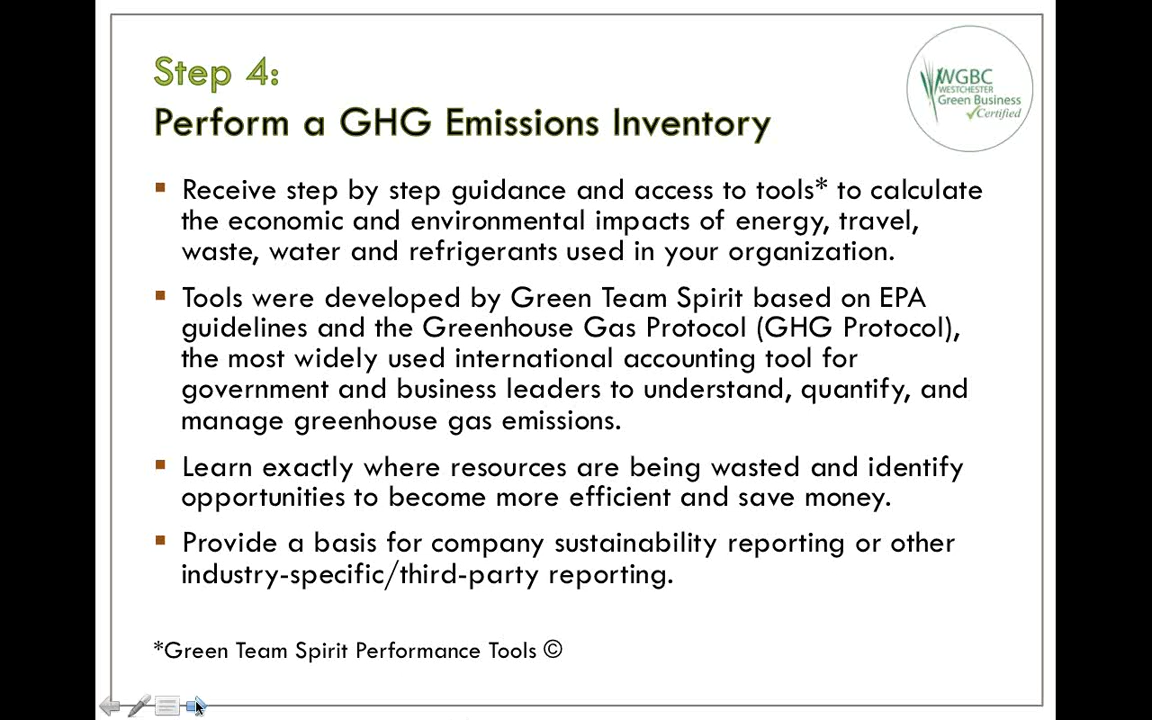 Step 4:
Perform a GHG Emissions Inventory
WGBC
WESTCHESTER
Green Business
✓Certified
▪ Receive step by step guidance and access to tools* to calculate
the economic and environmental impacts of energy, travel,
waste, water and refrigerants used in your organization.
▪ Tools were developed by Green Team Spirit based on EPA
guidelines and the Greenhouse Gas Protocol (GHG Protocol),
the most widely used international accounting tool for
government and business leaders to understand, quantify, and
manage greenhouse gas emissions.
▪ Learn exactly where resources are being wasted and identify
opportunities to become more efficient and save money.
▪ Provide a basis for company sustainability reporting or other
industry-specific/third-party reporting.
*Green Team Spirit Performance Tools ©